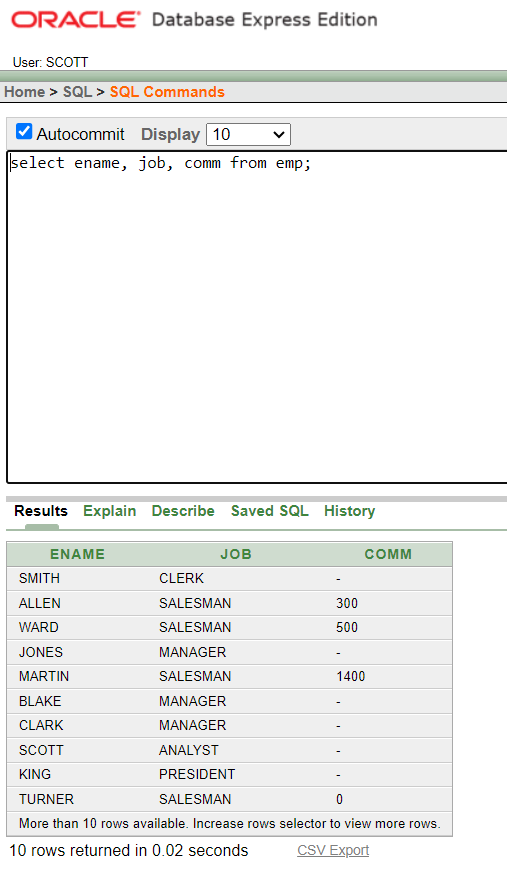 ORACLE Database Express Edition
User: SCOTT
Home > SQL > SQL Commands
Autocommit Display 10
select ename, job, comm from emp;
Results Explain Describe Saved SQL History
ENAME JOB COMM
SMITH CLERK -
ALLEN SALESMAN 300
WARD SALESMAN 500
JONES MANAGER -
MARTIN SALESMAN 1400
BLAKE MANAGER -
CLARK MANAGER -
SCOTT ANALYST -
KING PRESIDENT -
TURNER SALESMAN 0
More than 10 rows available. Increase rows selector to view more rows.
10 rows returned in 0.02 seconds CSV Export